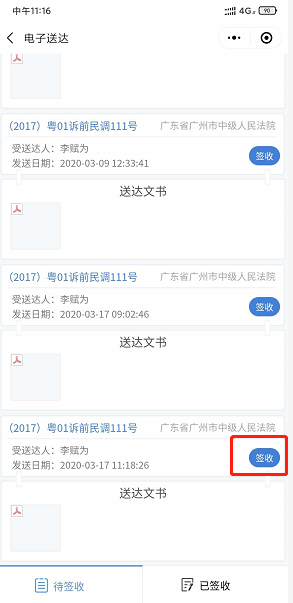 中午11:16
4G 90
电子送达
（2017）粤01诉前民调111号 广东省广州市中级人民法院
受送达人：李赋为
发送日期：2020-03-09 12:33:41 签收
送达文书
（2017）粤01诉前民调111号 广东省广州市中级人民法院
受送达人：李赋为
发送日期：2020-03-17 09:02:46 签收
送达文书
（2017）粤01诉前民调111号 广东省广州市中级人民法院
受送达人：李赋为
发送日期：2020-03-17 11:18:26 签收
送达文书
待签收 已签收